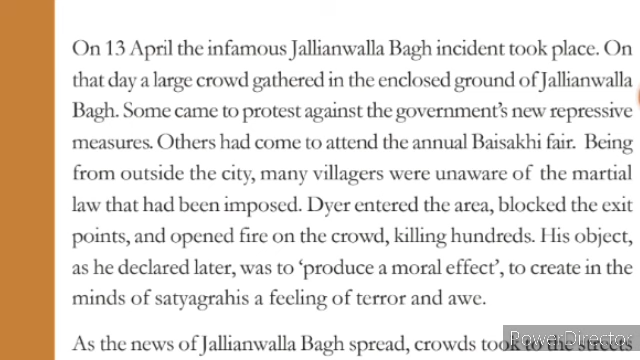 On 13 April the infamous Jallianwalla Bagh incident took place. On
that day a large crowd gathered in the enclosed ground of Jallianwalla
Bagh. Some came to protest against the government's new repressive
measures. Others had come to attend the annual Baisakhi fair. Being
from outside the city, many villagers were unaware of the martial
law that had been imposed. Dyer entered the area, blocked the exit
points, and opened fire on the crowd, killing hundreds. His object,
as he declared later, was to ‘produce a moral effect’, to create in the
minds of satyagrahis a feeling of terror and awe.
As the news of Jallianwalla Bagh spread, crowds took to the streets
PowerDirector